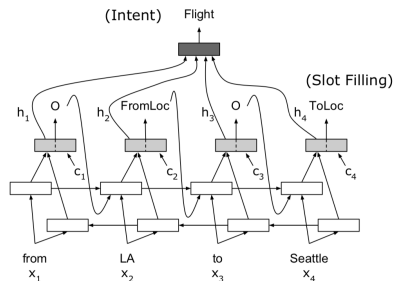 (Intent) Flight
(Slot Filling)
O FromLoc O ToLoc
h1 h2 h3 h4
c1 c2 c3 c4
from LA to Seattle
x1 x2 x3 x4